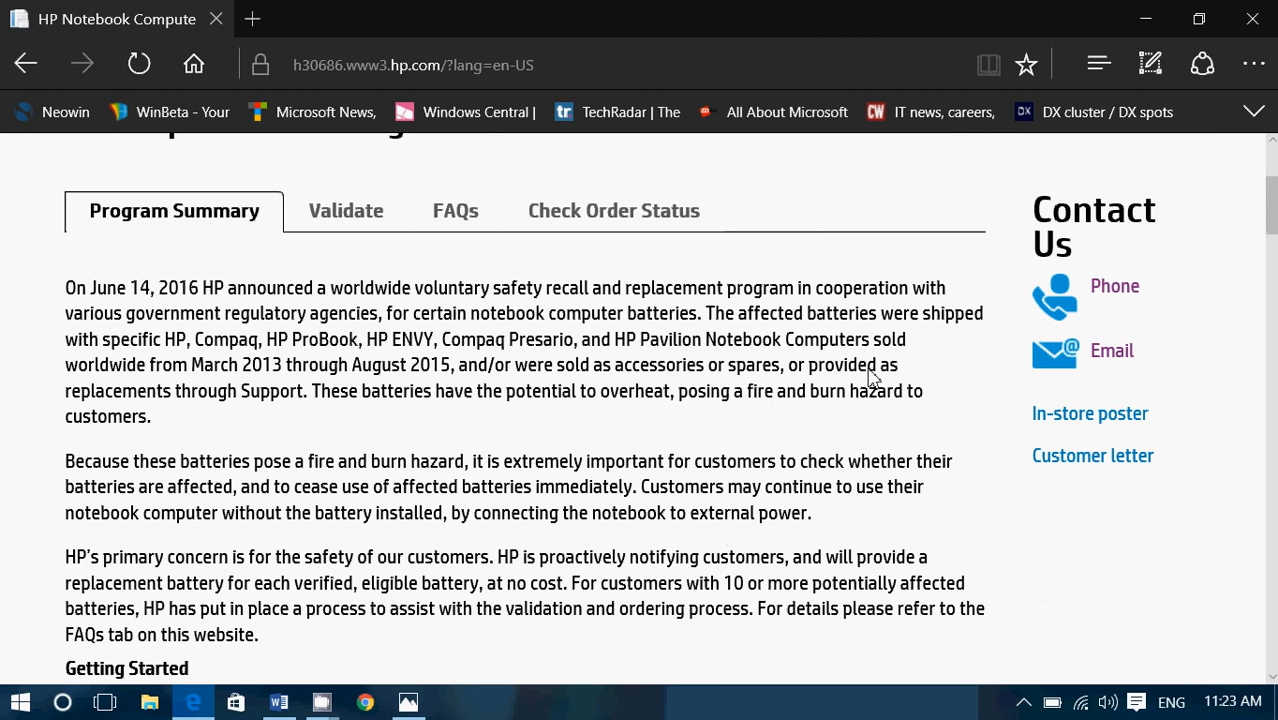 HP Notebook Compute
h30686.www3.hp.com/?lang=en-US
Neowin WinBeta - Your Microsoft News, Windows Central | TechRadar | The All About Microsoft IT news, careers, DX cluster / DX spots
Program Summary Validate FAQs Check Order Status
Contact
Us
Phone
Email
In-store poster
Customer letter
On June 14, 2016 HP announced a worldwide voluntary safety recall and replacement program in cooperation with
various government regulatory agencies, for certain notebook computer batteries. The affected batteries were shipped
with specific HP, Compaq, HP ProBook, HP ENVY, Compaq Presario, and HP Pavilion Notebook Computers sold
worldwide from March 2013 through August 2015, and/or were sold as accessories or spares, or provided as
replacements through Support. These batteries have the potential to overheat, posing a fire and burn hazard to
customers.
Because these batteries pose a fire and burn hazard, it is extremely important for customers to check whether their
batteries are affected, and to cease use of affected batteries immediately. Customers may continue to use their
notebook computer without the battery installed, by connecting the notebook to external power.
HP's primary concern is for the safety of our customers. HP is proactively notifying customers, and will provide a
replacement battery for each verified, eligible battery, at no cost. For customers with 10 or more potentially affected
batteries, HP has put in place a process to assist with the validation and ordering process. For details please refer to the
FAQs tab on this website.
Getting Started
ENG 11:23 AM